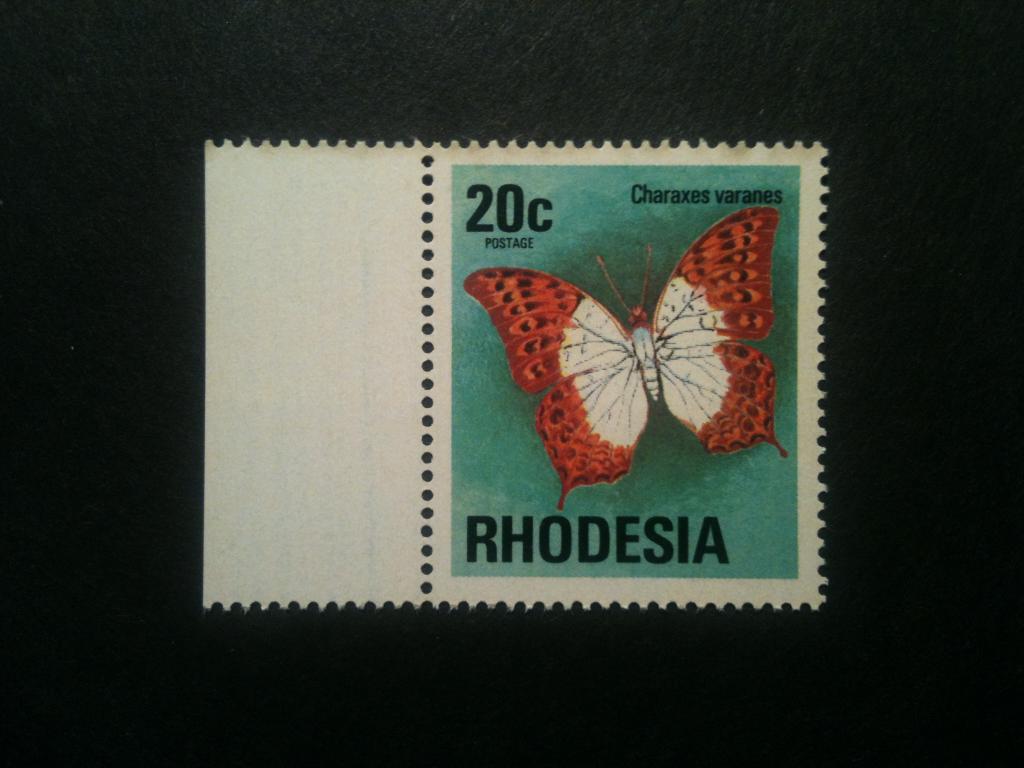 20c
POSTAGE
Charaxes varanes
RHODESIA